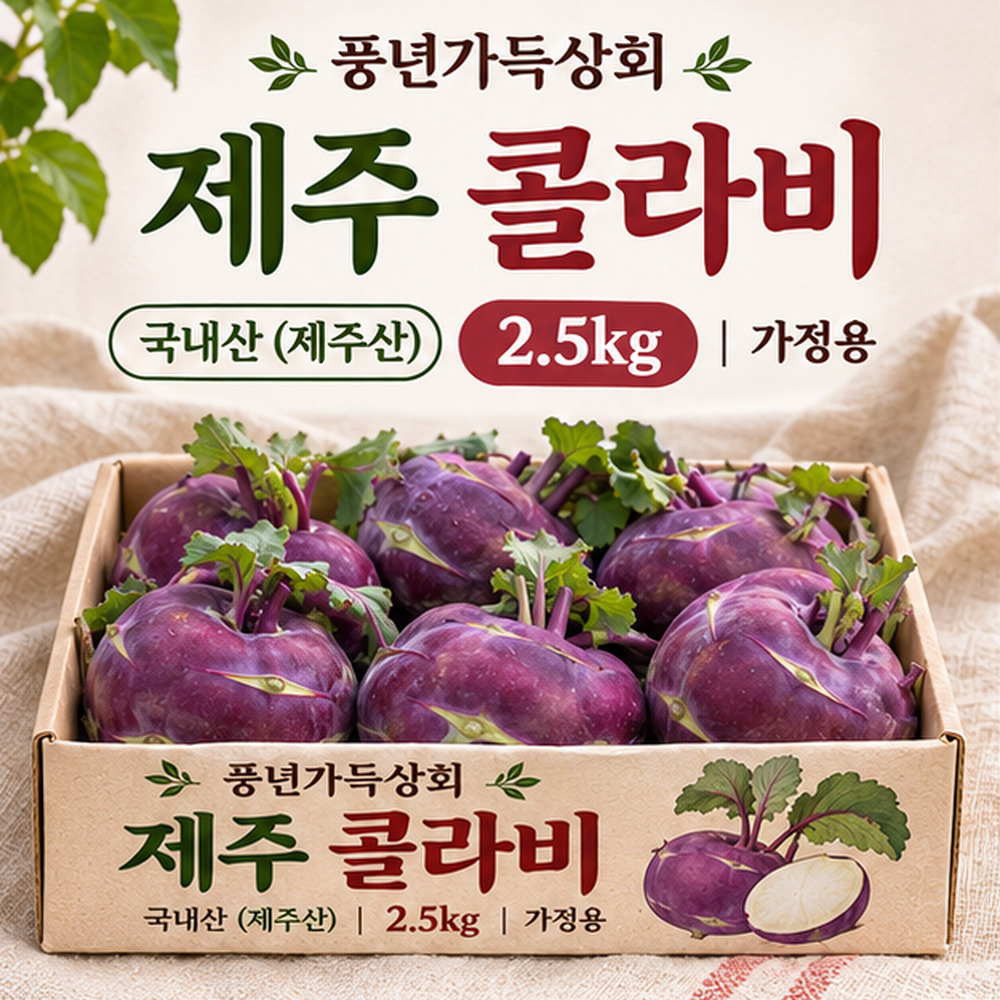 풍년가득상회
제주 콜라비
국내산 (제주산) 2.5kg | 가정용
풍년가득상회
제주 콜라비
국내산 (제주산) | 2.5kg | 가정용